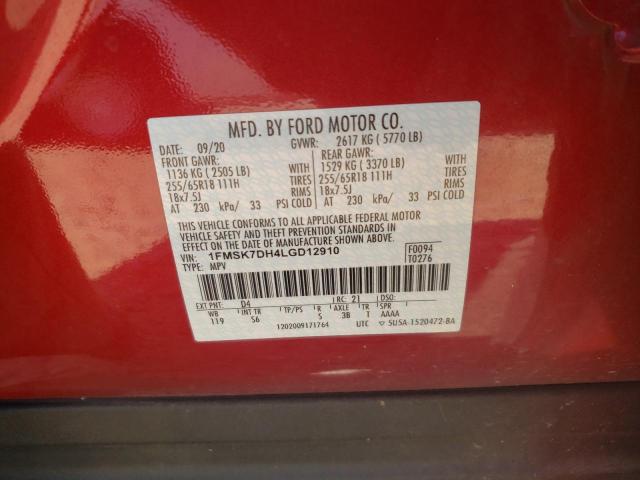 MFD. BY FORD MOTOR CO.
DATE: 09/20 GVWR: 2617 KG ( 5770 LB)
FRONT GAWR: REAR GAWR:
1136 KG ( 2505 LB) WITH 1529 KG ( 3370 LB) WITH
255/65R18 111H TIRES 255/65R18 111H TIRES
18x7.5J RIMS 18x7.5J RIMS
AT 230 kPa/ 33 PSI COLD AT 230 kPa/ 33 PSI COLD
THIS VEHICLE CONFORMS TO ALL APPLICABLE FEDERAL MOTOR
VEHICLE SAFETY AND THEFT PREVENTION STANDARDS IN
EFFECT ON THE DATE OF MANUFACTURE SHOWN ABOVE.
VIN: 1FMSK7DH4LGD12910 F0094
TYPE: MPV T0276
EXT PNT: D4 RC: 21 DSO:
WB INT TR TP/PS R AXLE TR SPR
119 S6 S 3B T AAAA
1202009171764 UTC 5U5A-1520472-BA